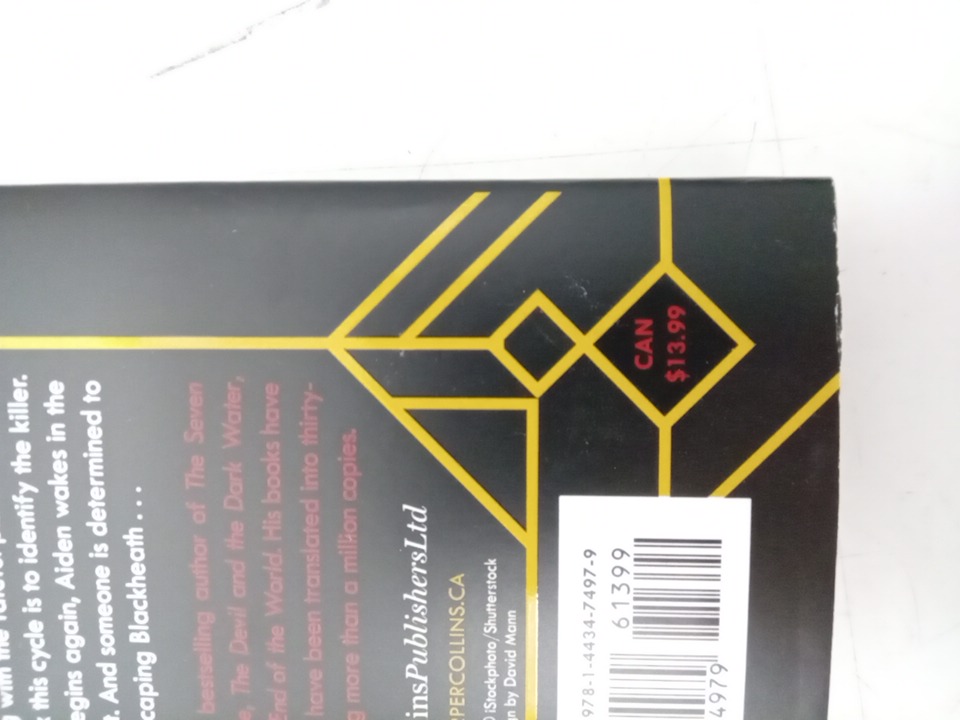 this cycle is to identify the killer.
egins again, Aiden wakes in the
t. And someone is determined to
caping Blackheath...
bestselling author of The Seven
e, The Devil and the Dark Water,
End of the World. His books have
have been translated into thirty-
g more than a million copies.
insPublishersLtd
PPERCOLLINS.CA
iStockphoto/Shutterstock
gn by David Mann
978-1-4434-7497-9
61399
4979
CAN
$13.99